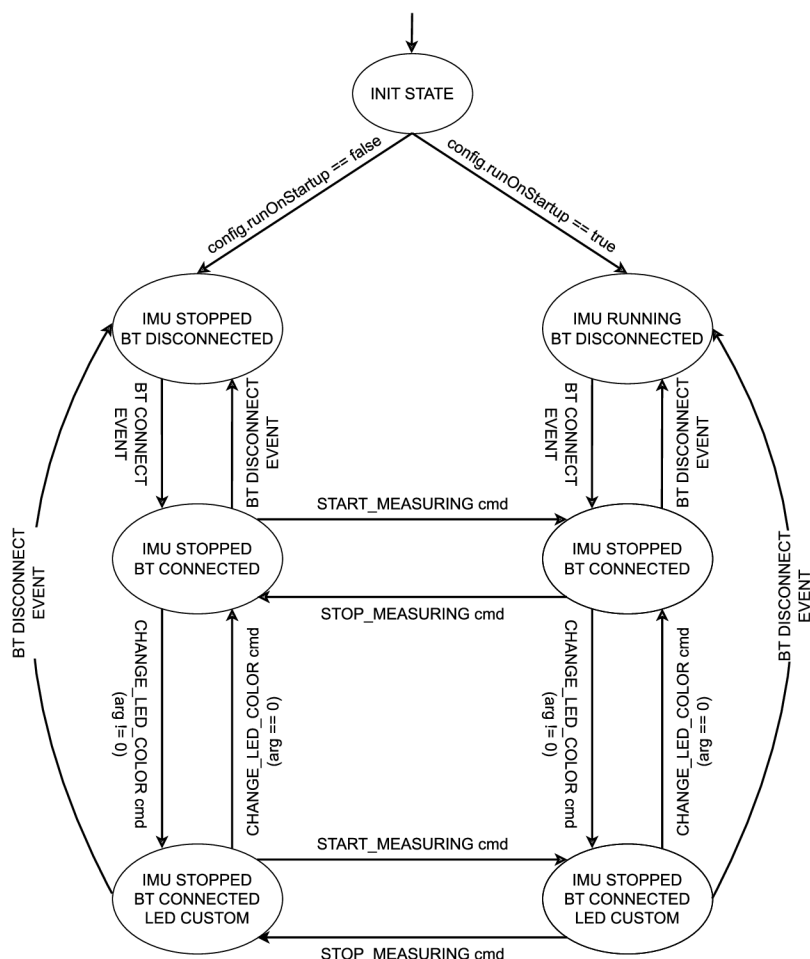 INIT STATE
config.runOnStartup == false
config.runOnStartup == true
IMU STOPPED
BT DISCONNECTED
IMU RUNNING
BT DISCONNECTED
BT CONNECT
EVENT
BT DISCONNECT
EVENT
BT CONNECT
EVENT
BT DISCONNECT
EVENT
START_MEASURING cmd
IMU STOPPED
BT CONNECTED
IMU STOPPED
BT CONNECTED
STOP_MEASURING cmd
BT DISCONNECT
EVENT
BT DISCONNECT
EVENT
CHANGE_LED_COLOR cmd
(arg != 0)
CHANGE_LED_COLOR cmd
(arg == 0)
CHANGE_LED_COLOR cmd
(arg != 0)
CHANGE_LED_COLOR cmd
(arg == 0)
START_MEASURING cmd
IMU STOPPED
BT CONNECTED
LED CUSTOM
IMU STOPPED
BT CONNECTED
LED CUSTOM
STOP_MEASURING cmd